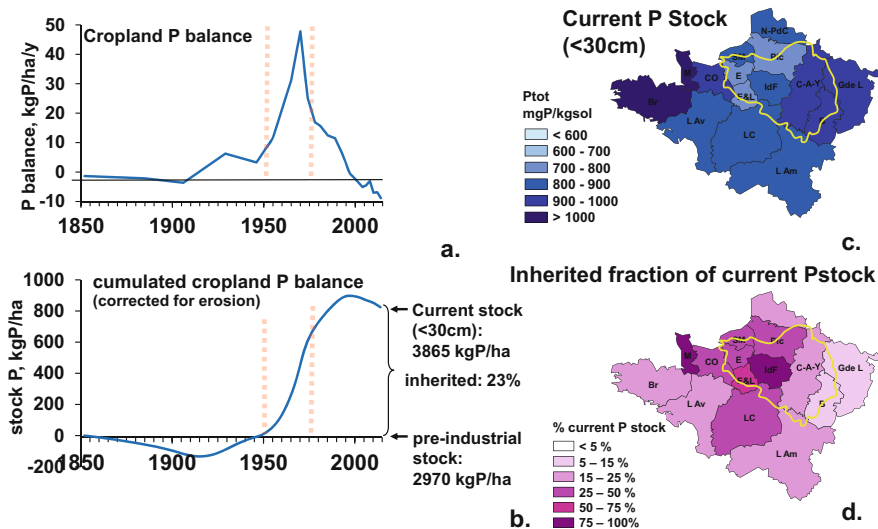 Cropland P balance
P balance, kgP/ha/y
50
40
30
20
10
0
-10
1850
1900
1950
2000
a.
cumulated cropland P balance
(corrected for erosion)
stock P, kgP/ha
1000
800
600
400
200
0
-200
1850
1900
1950
2000
Current stock
(<30cm):
3865 kgP/ha
inherited: 23%
pre-industrial
stock:
2970 kgP/ha
b.
Current P Stock
(<30cm)
Ptot
mgP/kgsol
< 600
600 - 700
700 - 800
800 - 900
900 - 1000
> 1000
N-PdC
Pic
M
CO
E
E&L
IdF
C-A-Y
Gde L
Br
L Av
LC
L Am
c.
Inherited fraction of current Pstock
% current P stock
< 5 %
5 – 15 %
15 – 25 %
25 – 50 %
50 – 75 %
75 – 100%
Pic
M
CO
E
E&L
IdF
C-A-Y
Gde L
Br
L Av
LC
B
L Am
d.